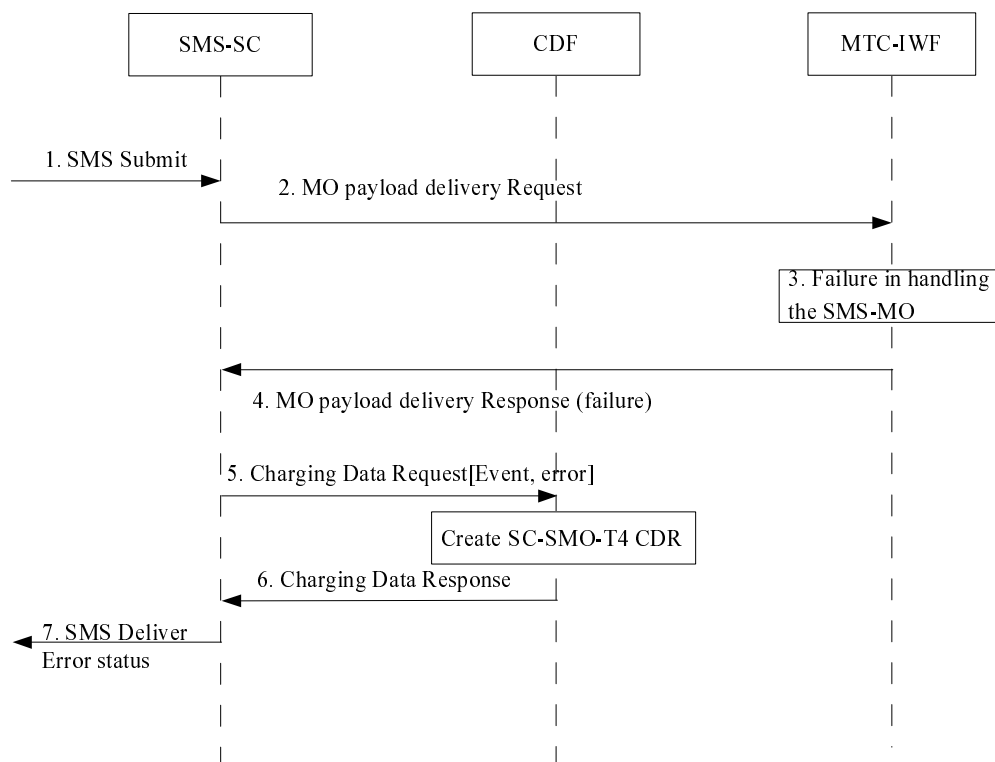 SMS-SC
CDF
MTC-IWF
1. SMS Submit
2. MO payload delivery Request
3. Failure in handling
the SMS-MO
4. MO payload delivery Response (failure)
5. Charging Data Request[Event, error]
Create SC-SMO-T4 CDR
6. Charging Data Response
7. SMS Deliver
Error status